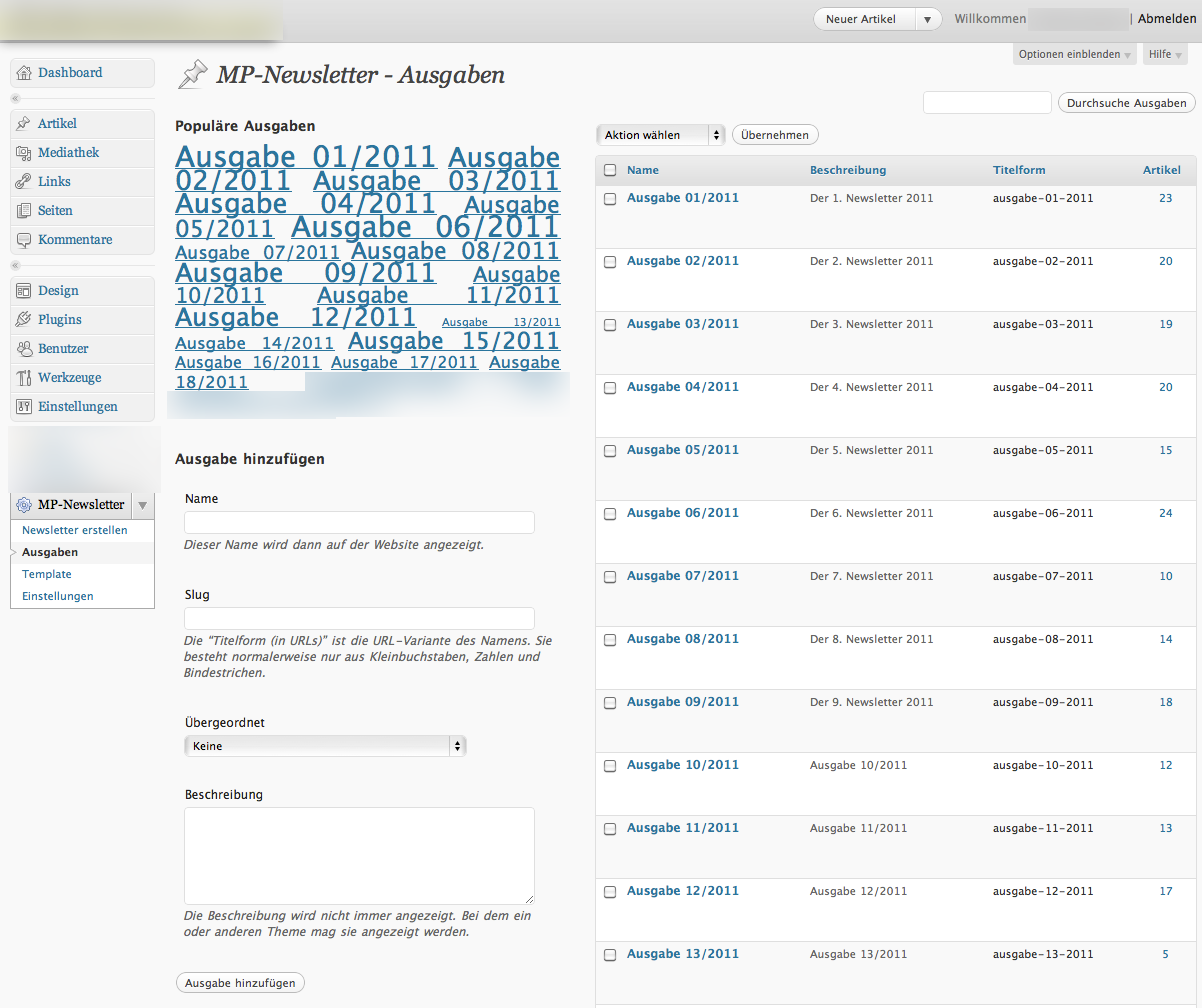 Neuer Artikel
Willkommen
| Abmelden
Optionen einblenden
Hilfe
Dashboard
Artikel
Mediathek
Links
Seiten
Kommentare
Design
Plugins
Benutzer
Werkzeuge
Einstellungen
MP-Newsletter
Newsletter erstellen
Ausgaben
Template
Einstellungen
MP-Newsletter - Ausgaben
Durchsuche Ausgaben
Populäre Ausgaben
Ausgabe 01/2011 Ausgabe
02/2011 Ausgabe 03/2011
Ausgabe 04/2011 Ausgabe
05/2011 Ausgabe 06/2011
Ausgabe 07/2011 Ausgabe 08/2011
Ausgabe 09/2011 Ausgabe
10/2011 Ausgabe 11/2011
Ausgabe 12/2011 Ausgabe 13/2011
Ausgabe 14/2011 Ausgabe 15/2011
Ausgabe 16/2011 Ausgabe 17/2011 Ausgabe
18/2011
Ausgabe hinzufügen
Name
Dieser Name wird dann auf der Website angezeigt.
Slug
Die “Titelform (in URLs)” ist die URL-Variante des Namens. Sie
besteht normalerweise nur aus Kleinbuchstaben, Zahlen und
Bindestrichen.
Übergeordnet
Keine
Beschreibung
Die Beschreibung wird nicht immer angezeigt. Bei dem ein
oder anderen Theme mag sie angezeigt werden.
Ausgabe hinzufügen
Aktion wählen
Übernehmen
Name Beschreibung Titelform Artikel
Ausgabe 01/2011 Der 1. Newsletter 2011 ausgabe-01-2011 23
Ausgabe 02/2011 Der 2. Newsletter 2011 ausgabe-02-2011 20
Ausgabe 03/2011 Der 3. Newsletter 2011 ausgabe-03-2011 19
Ausgabe 04/2011 Der 4. Newsletter 2011 ausgabe-04-2011 20
Ausgabe 05/2011 Der 5. Newsletter 2011 ausgabe-05-2011 15
Ausgabe 06/2011 Der 6. Newsletter 2011 ausgabe-06-2011 24
Ausgabe 07/2011 Der 7. Newsletter 2011 ausgabe-07-2011 10
Ausgabe 08/2011 Der 8. Newsletter 2011 ausgabe-08-2011 14
Ausgabe 09/2011 Der 9. Newsletter 2011 ausgabe-09-2011 18
Ausgabe 10/2011 Ausgabe 10/2011 ausgabe-10-2011 12
Ausgabe 11/2011 Ausgabe 11/2011 ausgabe-11-2011 13
Ausgabe 12/2011 Ausgabe 12/2011 ausgabe-12-2011 17
Ausgabe 13/2011 Ausgabe 13/2011 ausgabe-13-2011 5